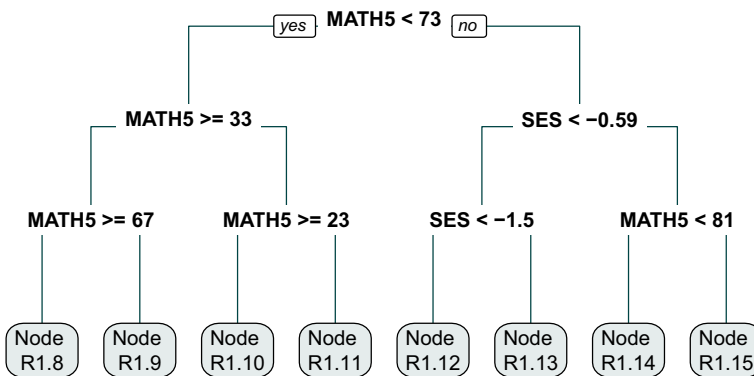 yes MATH5 < 73 no
MATH5 >= 33 SES < −0.59
MATH5 >= 67 MATH5 >= 23 SES < −1.5 MATH5 < 81
Node Node Node Node Node Node Node Node
R1.8 R1.9 R1.10 R1.11 R1.12 R1.13 R1.14 R1.15